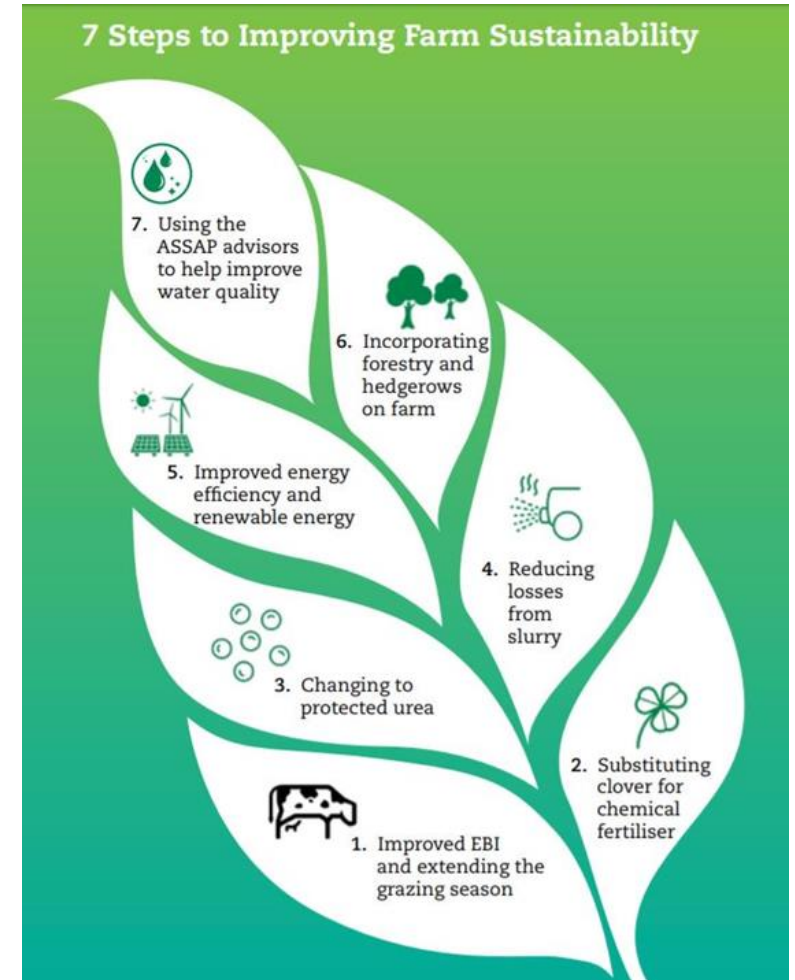 7 Steps to Improving Farm Sustainability
7. Using the
ASSAP advisors
to help improve
water quality
6. Incorporating
forestry and
hedgerows
on farm
5. Improved energy
efficiency and
renewable energy
4. Reducing
losses
from
slurry
3. Changing to
protected urea
2. Substituting
clover for
chemical
fertiliser
1. Improved EBI
and extending the
grazing season